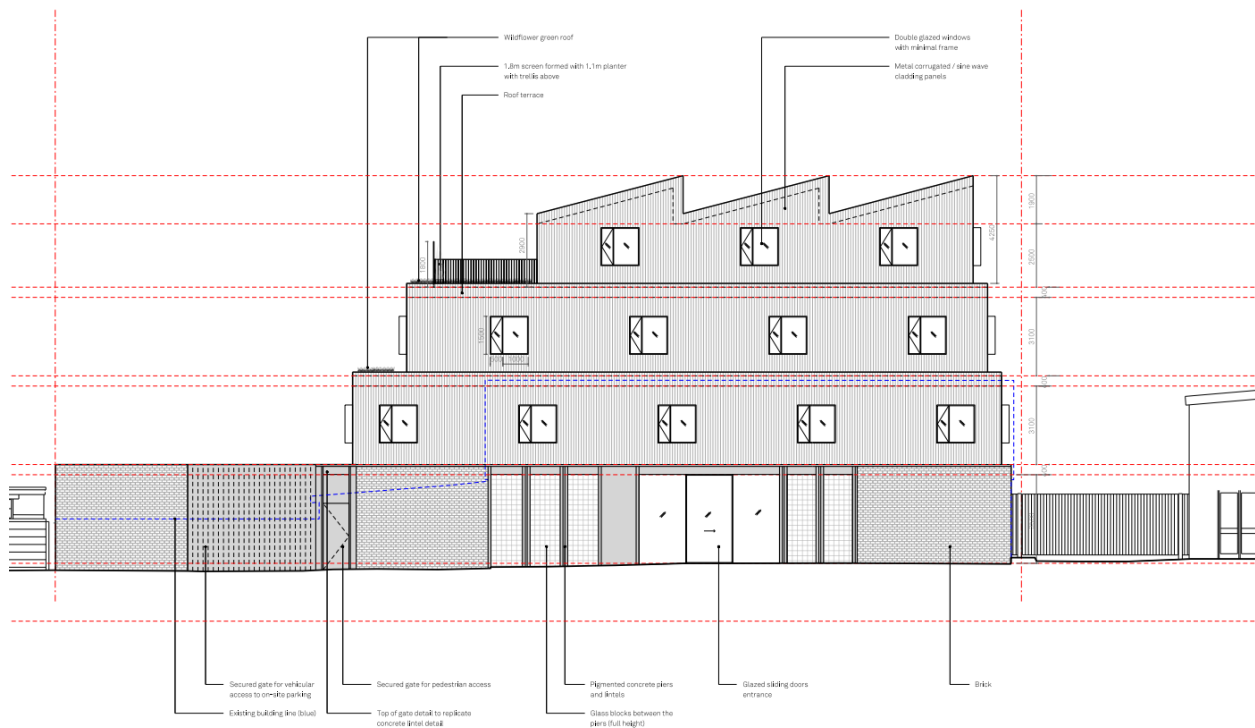 Wildflower green roof
1.8m screen formed with 1.1m planter
with trellis above
Roof terrace
Double glazed windows
with minimal frame
Metal corrugated / sine wave
cladding panels
1900
2900
4250
1800
2500
1500
500
1000
3100
3100
Secured gate for vehicular
access to on-site parking
Existing building line (blue)
Secured gate for pedestrian access
Top of gate detail to replicate
concrete lintel detail
Pigmented concrete piers
and lintels
Glass blocks between the
piers (full height)
Glazed sliding doors
entrance
Brick